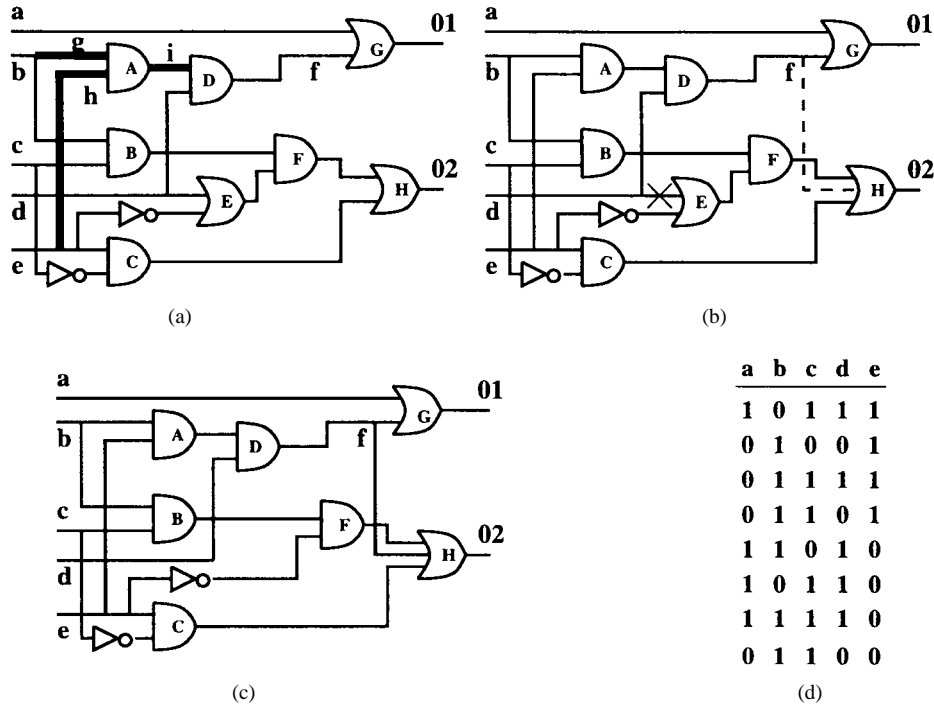 a
01
g
i
G
b
A
D
f
h
c
B
F
02
H
d
E
e
C
(a)
a
01
G
b
A
D
f
c
B
F
02
H
d
E
e
C
(b)
a
01
G
b
A
D
f
c
B
F
02
H
d
e
C
(c)
a b c d e
1 0 1 1 1
0 1 0 0 1
0 1 1 1 1
0 1 1 0 1
1 1 0 1 0
1 0 1 1 0
1 1 1 1 0
0 1 1 0 0
(d)